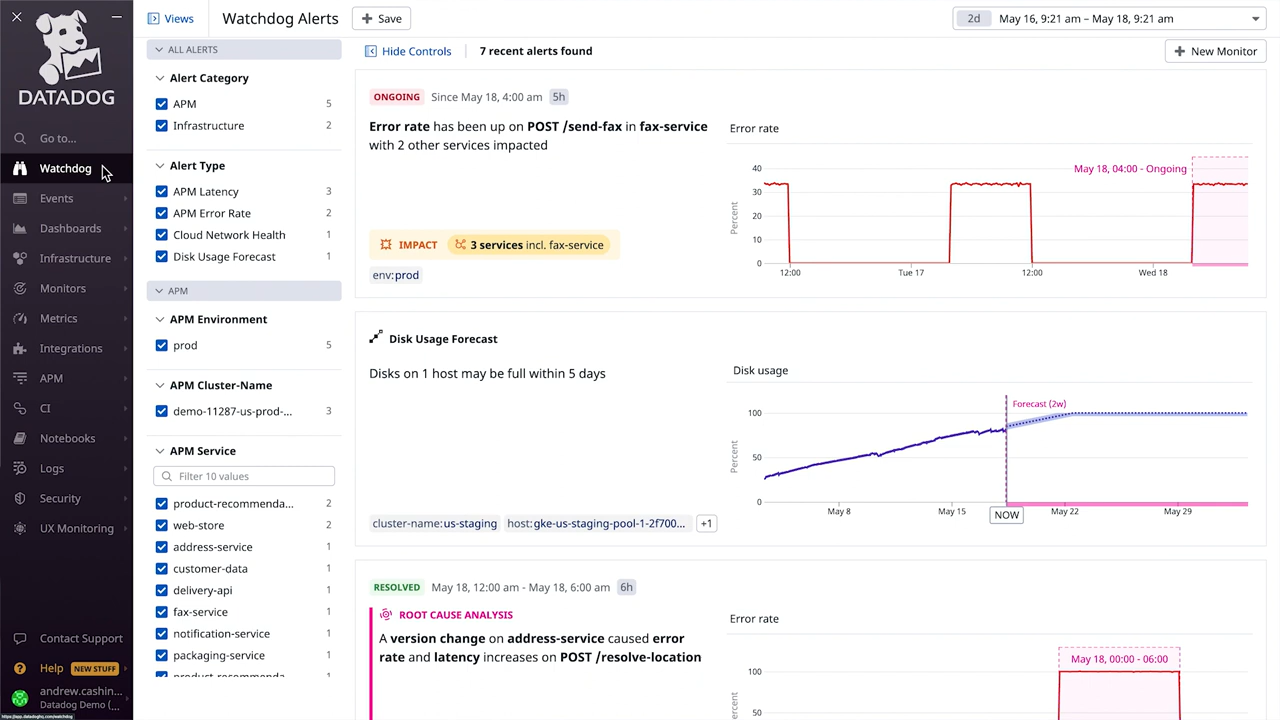 DATADOG
Go to...
Watchdog
Events
Dashboards
Infrastructure
Monitors
Metrics
Integrations
APM
CI
Notebooks
Logs
Security
UX Monitoring
Contact Support
Help NEW STUFF
andrew.cashin...
Datadog Demo (...
https://app.datadoghq.com/watchdog
Views
Watchdog Alerts
+ Save
2d May 16, 9:21 am – May 18, 9:21 am
ALL ALERTS
Alert Category
APM 5
Infrastructure 2
Alert Type
APM Latency 3
APM Error Rate 2
Cloud Network Health 1
Disk Usage Forecast 1
APM
APM Environment
prod 5
APM Cluster-Name
demo-11287-us-prod-... 3
APM Service
Filter 10 values
product-recommenda... 2
web-store 2
address-service 1
customer-data 1
delivery-api 1
fax-service 1
notification-service 1
packaging-service 1
product-recommenda... 1
Hide Controls
7 recent alerts found
+ New Monitor
ONGOING Since May 18, 4:00 am 5h
Error rate has been up on POST /send-fax in fax-service
with 2 other services impacted
IMPACT 3 services incl. fax-service
env:prod
Error rate
May 18, 04:00 - Ongoing
Percent
40
30
20
10
0
12:00 Tue 17 12:00 Wed 18
Disk Usage Forecast
Disks on 1 host may be full within 5 days
cluster-name:us-staging host:gke-us-staging-pool-1-2f700... +1
Disk usage
Forecast (2w)
Percent
100
50
0
May 8 May 15 NOW May 22 May 29
RESOLVED May 18, 12:00 am - May 18, 6:00 am 6h
ROOT CAUSE ANALYSIS
A version change on address-service caused error
rate and latency increases on POST /resolve-location
Error rate
May 18, 00:00 - 06:00
Percent
100
50